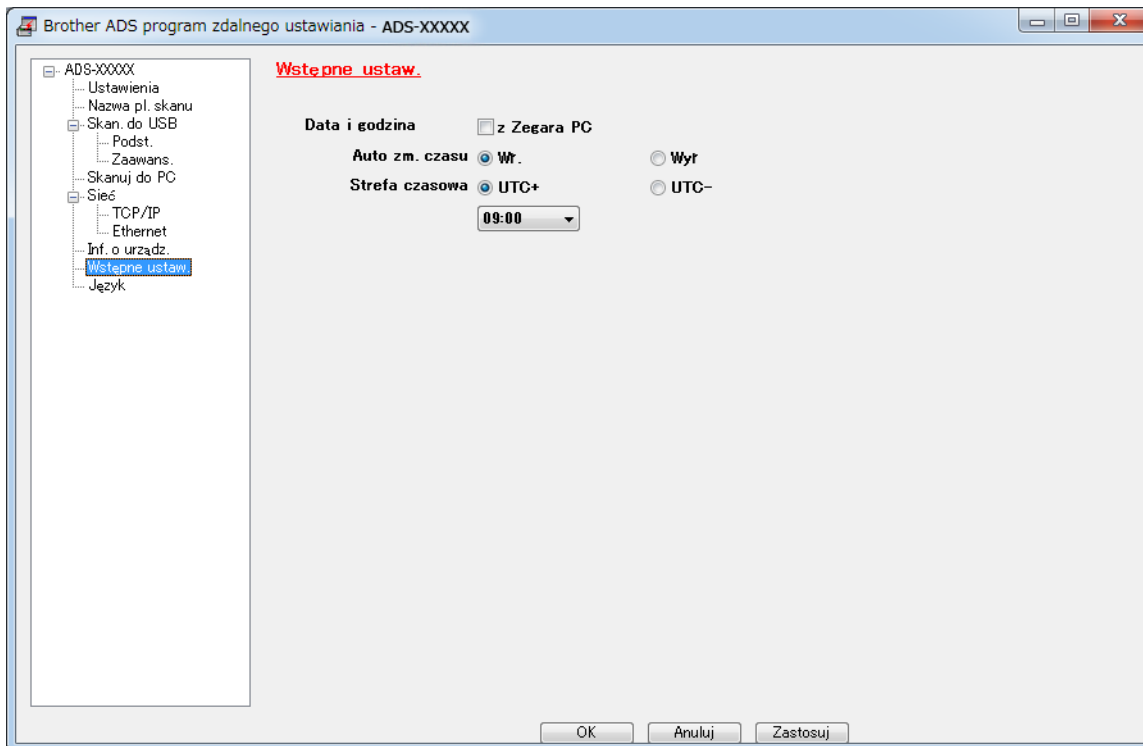 Brother ADS program zdalnego ustawiania - ADS-XXXXX
ADS-XXXXX
Ustawienia
Nazwa pl. skanu
Skan. do USB
Podst.
Zaawans.
Skanuj do PC
Sieć
TCP/IP
Ethernet
Inf. o urządz.
Wstępne ustaw.
Język
Wstępne ustaw.
Data i godzina z Zegara PC
Auto zm. czasu Wł. Wył
Strefa czasowa UTC+ UTC-
09:00
OK Anuluj Zastosuj